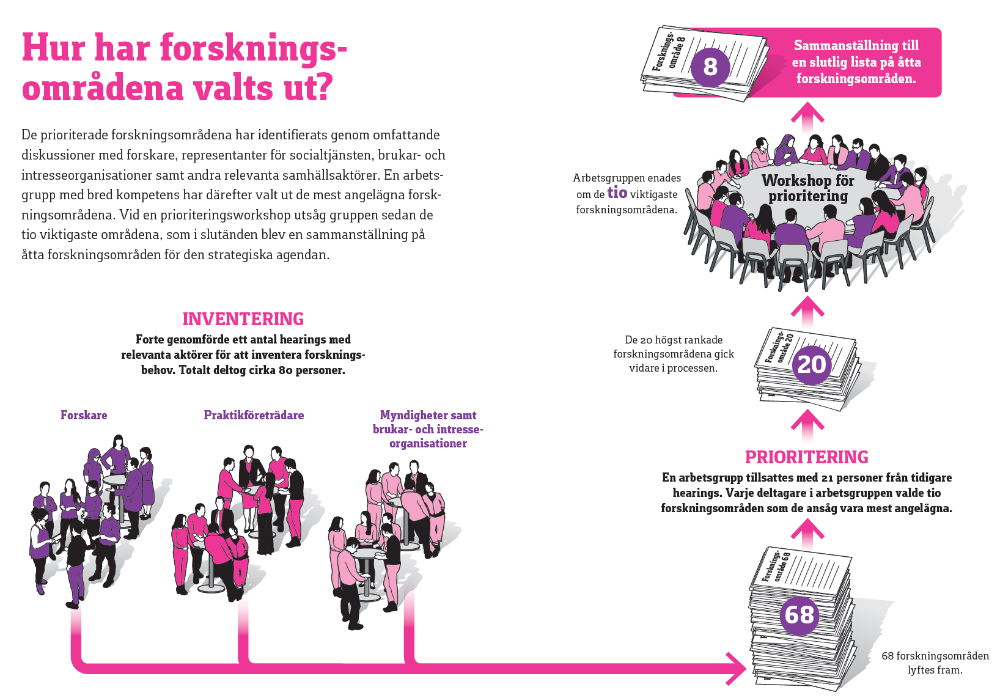 Hur har forsknings-
områdena valts ut?
De prioriterade forskningsområdena har identifierats genom omfattande
diskussioner med forskare, representanter för socialtjänsten, brukar- och
intresseorganisationer samt andra relevanta samhällsaktörer. En arbets-
grupp med bred kompetens har därefter valt ut de mest angelägna forsk-
ningsområdena. Vid en prioriteringsworkshop utsåg gruppen sedan de
tio viktigaste områdena, som i slutänden blev en sammanställning på
åtta forskningsområden för den strategiska agendan.
INVENTERING
Forte genomförde ett antal hearings med
relevanta aktörer för att inventera forsknings-
behov. Totalt deltog cirka 80 personer.
Forskare
Praktikföreträdare
Myndigheter samt
brukar- och intresse-
organisationer
Forsknings-
område 8
8
Sammanställning till
en slutlig lista på åtta
forskningsområden.
Arbetsgruppen enades
om de tio viktigaste
forskningsområdena.
Workshop för
prioritering
De 20 högst rankade
forskningsområdena gick
vidare i processen.
Forsknings-
område 20
20
PRIORITERING
En arbetsgrupp tillsattes med 21 personer från tidigare
hearings. Varje deltagare i arbetsgruppen valde tio
forskningsområden som de ansåg vara mest angelägna.
Forsknings-
område 68
68
68 forskningsområden
lyftes fram.